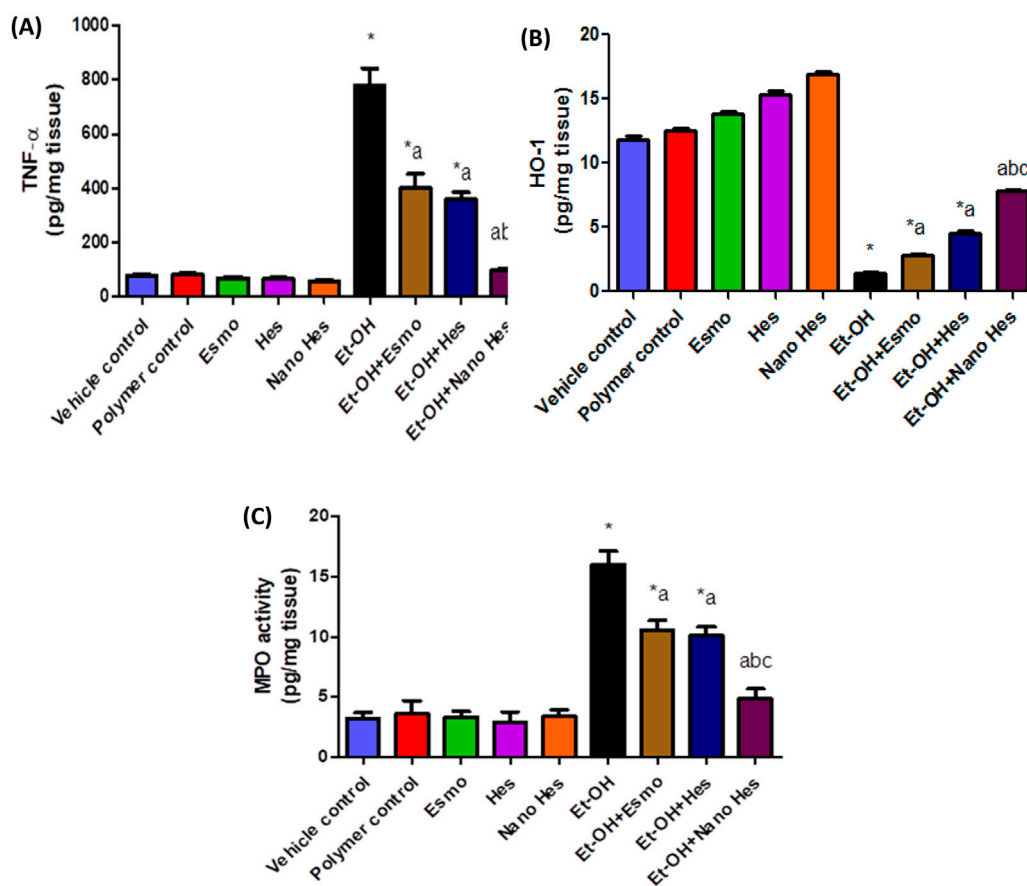 (A)
TNF-α
(pg/mg tissue)
1000
800
600
400
200
0
*
*a
*a
ab
Vehicle control
Polymer control
Esmo
Hes
Nano Hes
Et-OH
Et-OH+Esmo
Et-OH+Hes
Et-OH+Nano Hes
(B)
HO-1
(pg/mg tissue)
20
15
10
5
0
*
*a
*a
abc
Vehicle control
Polymer control
Esmo
Hes
Nano Hes
Et-OH
Et-OH+Esmo
Et-OH+Hes
Et-OH+Nano Hes
(C)
MPO activity
(pg/mg tissue)
20
15
10
5
0
*
*a
*a
abc
Vehicle control
Polymer control
Esmo
Hes
Nano Hes
Et-OH
Et-OH+Esmo
Et-OH+Hes
Et-OH+Nano Hes